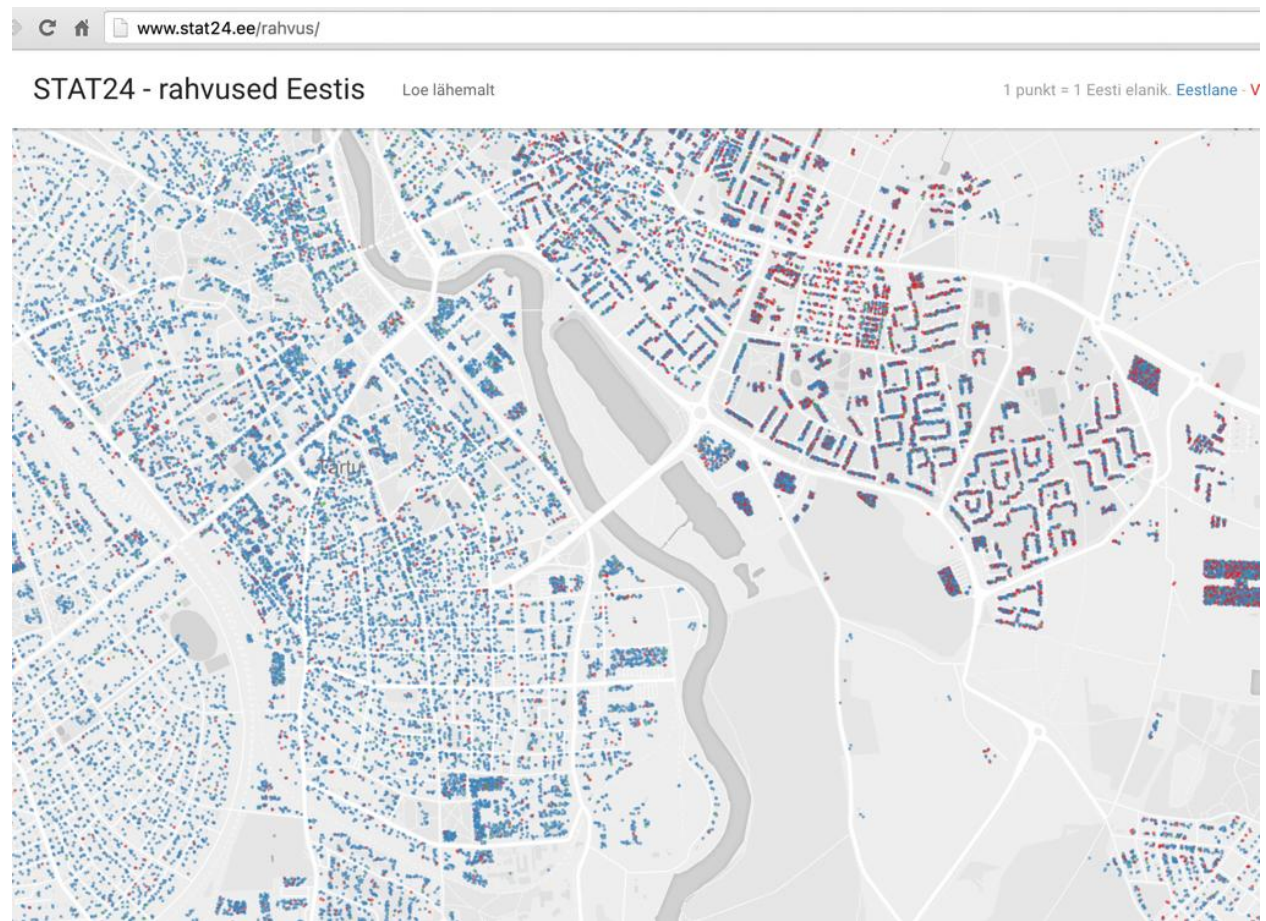 www.stat24.ee/rahvus/
STAT24 - rahvused Eestis Loe lähemalt 1 punkt = 1 Eesti elanik. Eestlane - V
Tartu